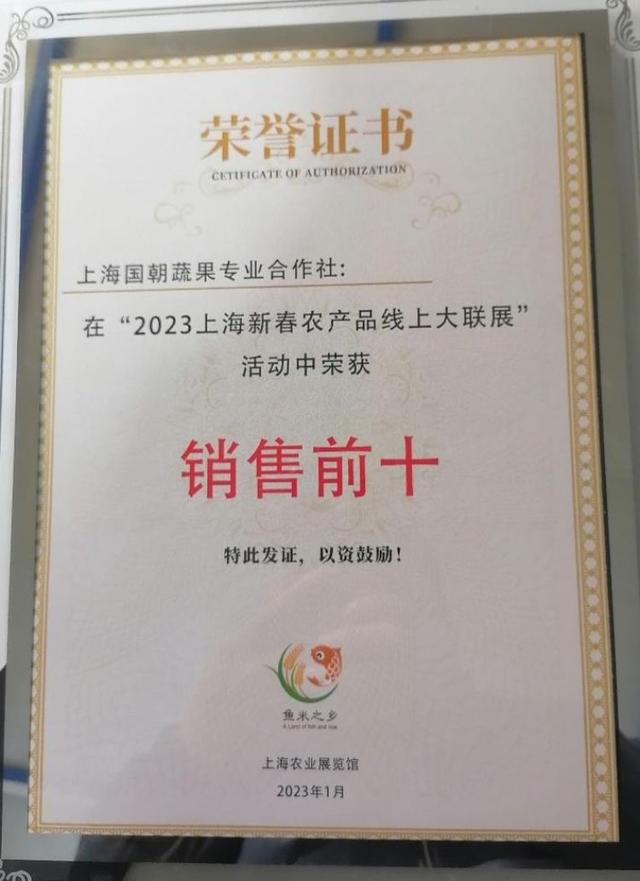 荣誉证书
CETIFICATE OF AUTHORIZATION
上海国朝蔬果专业合作社:
在“2023上海新春农产品线上大联展”
活动中荣获
销售前十
特此发证，以资鼓励!
鱼米之乡
A Land of fish and rice
上海农业展览馆
2023年1月